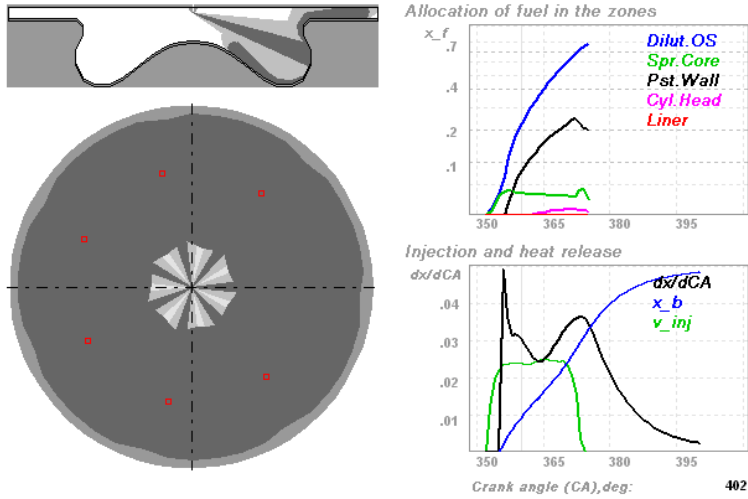 Allocation of fuel in the zones
x_f
.7
.4
.2
.1
Dilut.OS
Spr.Core
Pst.Wall
Cyl.Head
Liner
350 365 380 395
Injection and heat release
dx/dCA
.04
.03
.02
.01
dx/dCA
x_b
v_inj
350 365 380 395
Crank angle (CA),deg: 402